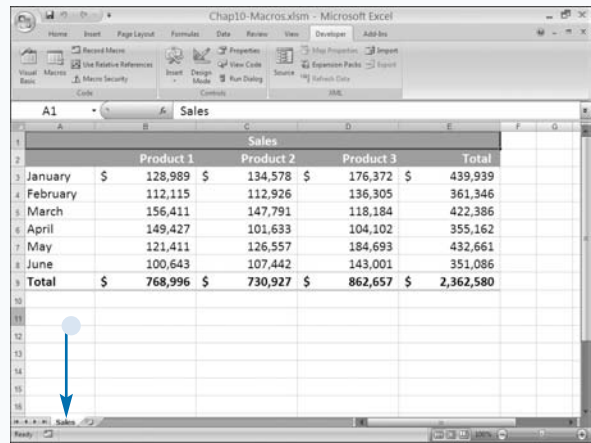 Chap10-Macros.xlsm - Microsoft Excel
Home Insert Page Layout Formulas Data Review View Developer Add-Ins
Visual Basic Macros Record Macro Use Relative References Macro Security
Insert Design Mode Properties View Code Run Dialog
Source Map Properties Expansion Packs Refresh Data Import Export
Code Controls XML
A1 fx Sales
A B C D E F G
1 Sales
2 Product 1 Product 2 Product 3 Total
3 January $ 128,989 $ 134,578 $ 176,372 $ 439,939
4 February 112,115 112,926 136,305 361,346
5 March 156,411 147,791 118,184 422,386
6 April 149,427 101,633 104,102 355,162
7 May 121,411 126,557 184,693 432,661
8 June 100,643 107,442 143,001 351,086
9 Total $ 768,996 $ 730,927 $ 862,657 $ 2,362,580
10
11
12
13
14
15
16
Sales
Ready 100%